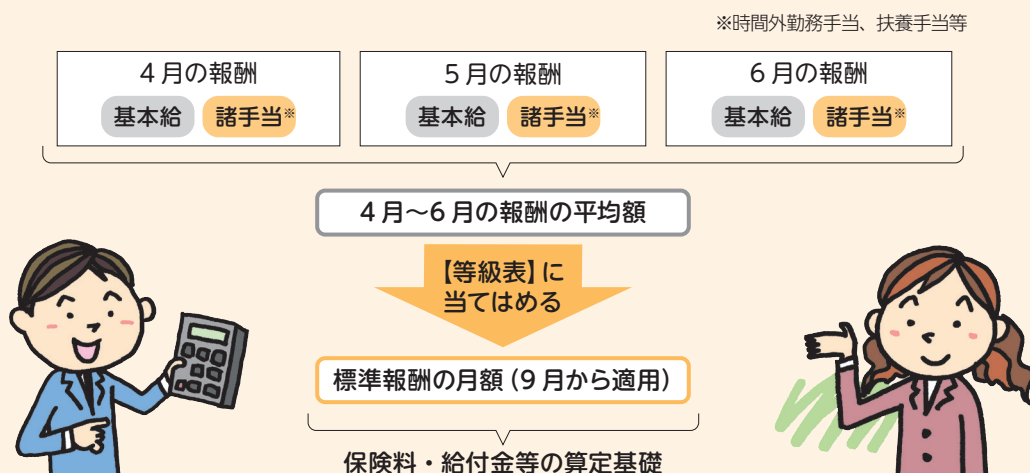 ※時間外勤務手当、扶養手当等
4月の報酬
基本給 諸手当※
5月の報酬
基本給 諸手当※
6月の報酬
基本給 諸手当※
4月〜6月の報酬の平均額
【等級表】に
当てはめる
標準報酬の月額(9月から適用)
保険料・給付金等の算定基礎